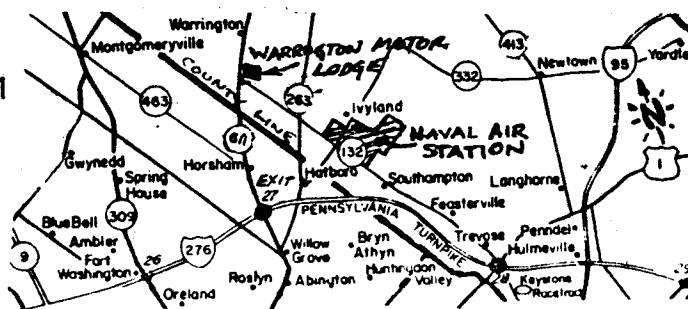 Warrington
413
95
Yardle
Montgomeryville
WARRINGTON MOTOR
LODGE
332
Newtown
COUNTY LINE
463
263
Ivyland
N
611
132
NAVAL AIR
STATION
1
Gwynedd
Horsham
Hatboro
Southampton
Langhorne
Spring
House
EXIT
27
Feasterville
309
PENNSYLVANIA
TURNPIKE
Blue Bell
Ambler
276
Willow
Grove
Bryn
Athyn
Trevose
Penndel
Hulmeville
9
Fort
Washington
26
Roslyn
Abington
Huntingdon
Valley
28
Keystone
Racetrac
29
Oreland